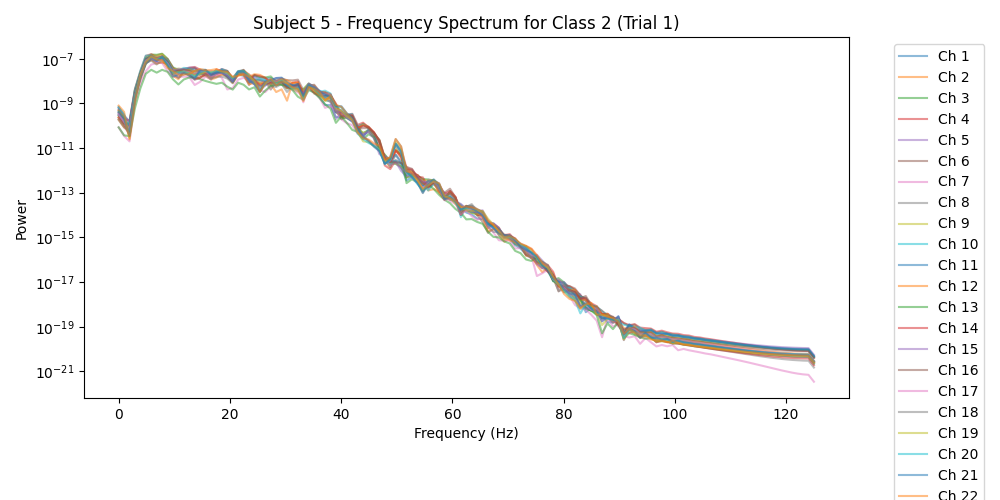 Subject 5 - Frequency Spectrum for Class 2 (Trial 1)
10⁻⁷
10⁻⁹
10⁻¹¹
10⁻¹³
10⁻¹⁵
10⁻¹⁷
10⁻¹⁹
10⁻²¹
Power
0 20 40 60 80 100 120
Frequency (Hz)
Ch 1
Ch 2
Ch 3
Ch 4
Ch 5
Ch 6
Ch 7
Ch 8
Ch 9
Ch 10
Ch 11
Ch 12
Ch 13
Ch 14
Ch 15
Ch 16
Ch 17
Ch 18
Ch 19
Ch 20
Ch 21
Ch 22